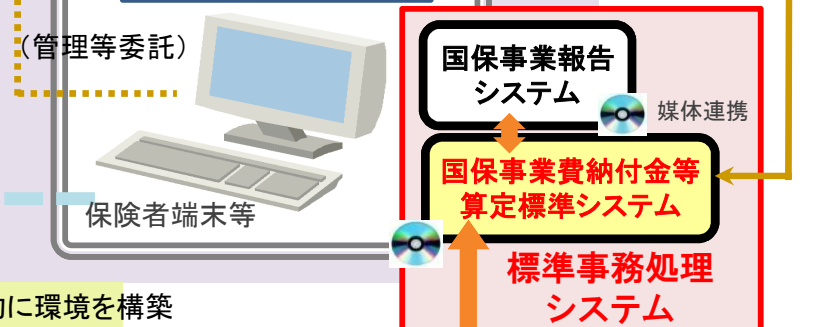 （管理等委託）
国保事業報告
システム
媒体連携
国保事業費納付金等
算定標準システム
保険者端末等
標準事務処理
システム
に環境を構築